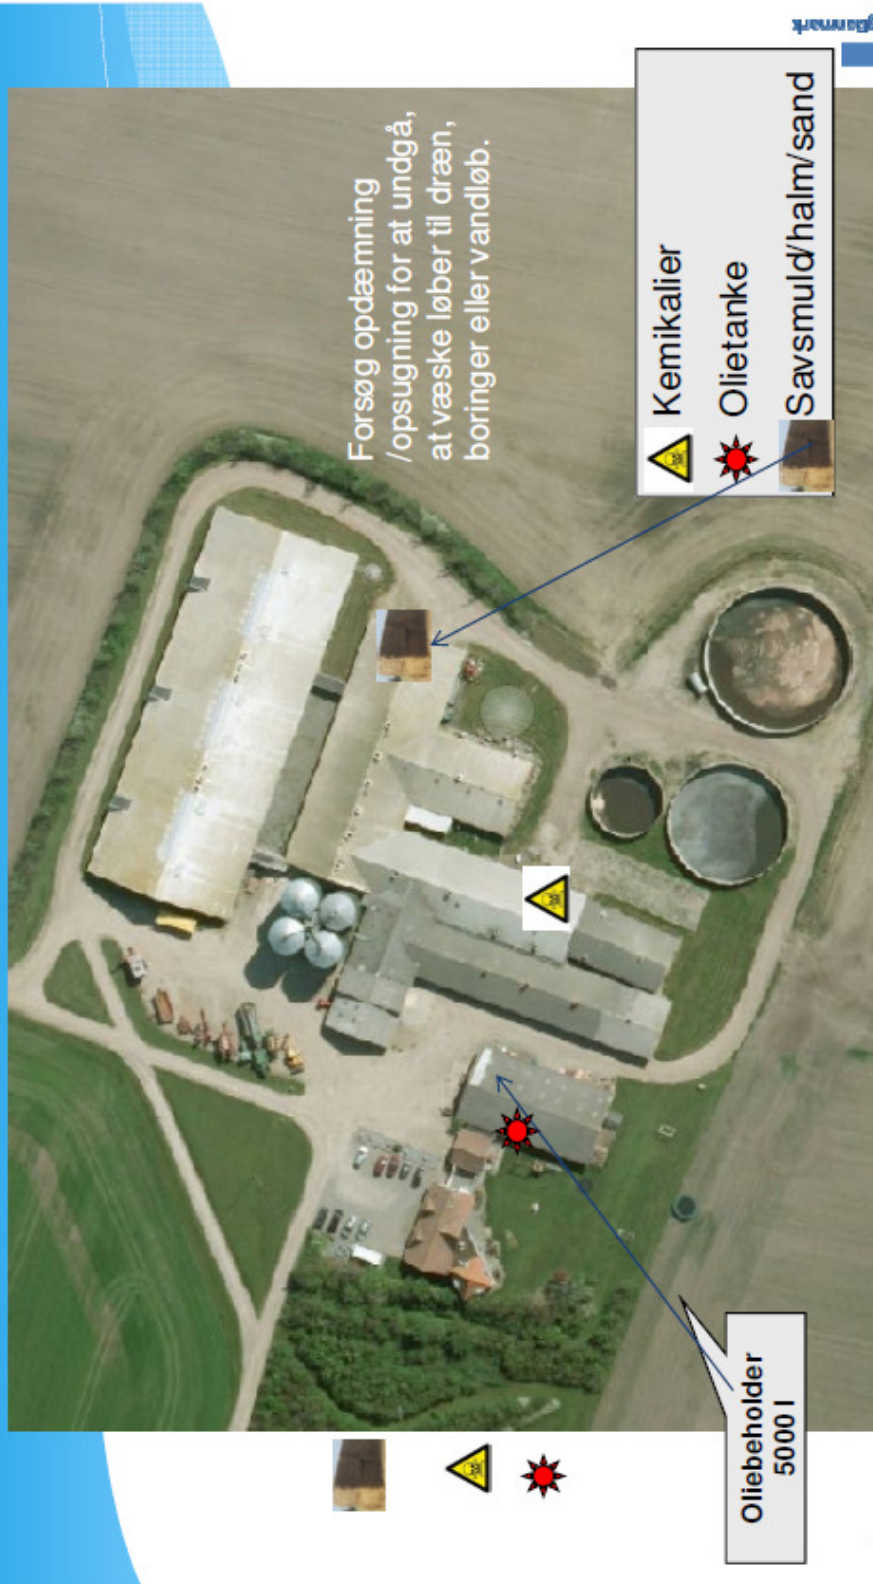 Forsøg opdæmning
/opsugning for at undgå,
at væske løber til dræn,
boringer eller vandløb.
Kemikalier
Olietanke
Savsmuld/halm/sand
Oliebeholder
5000 l